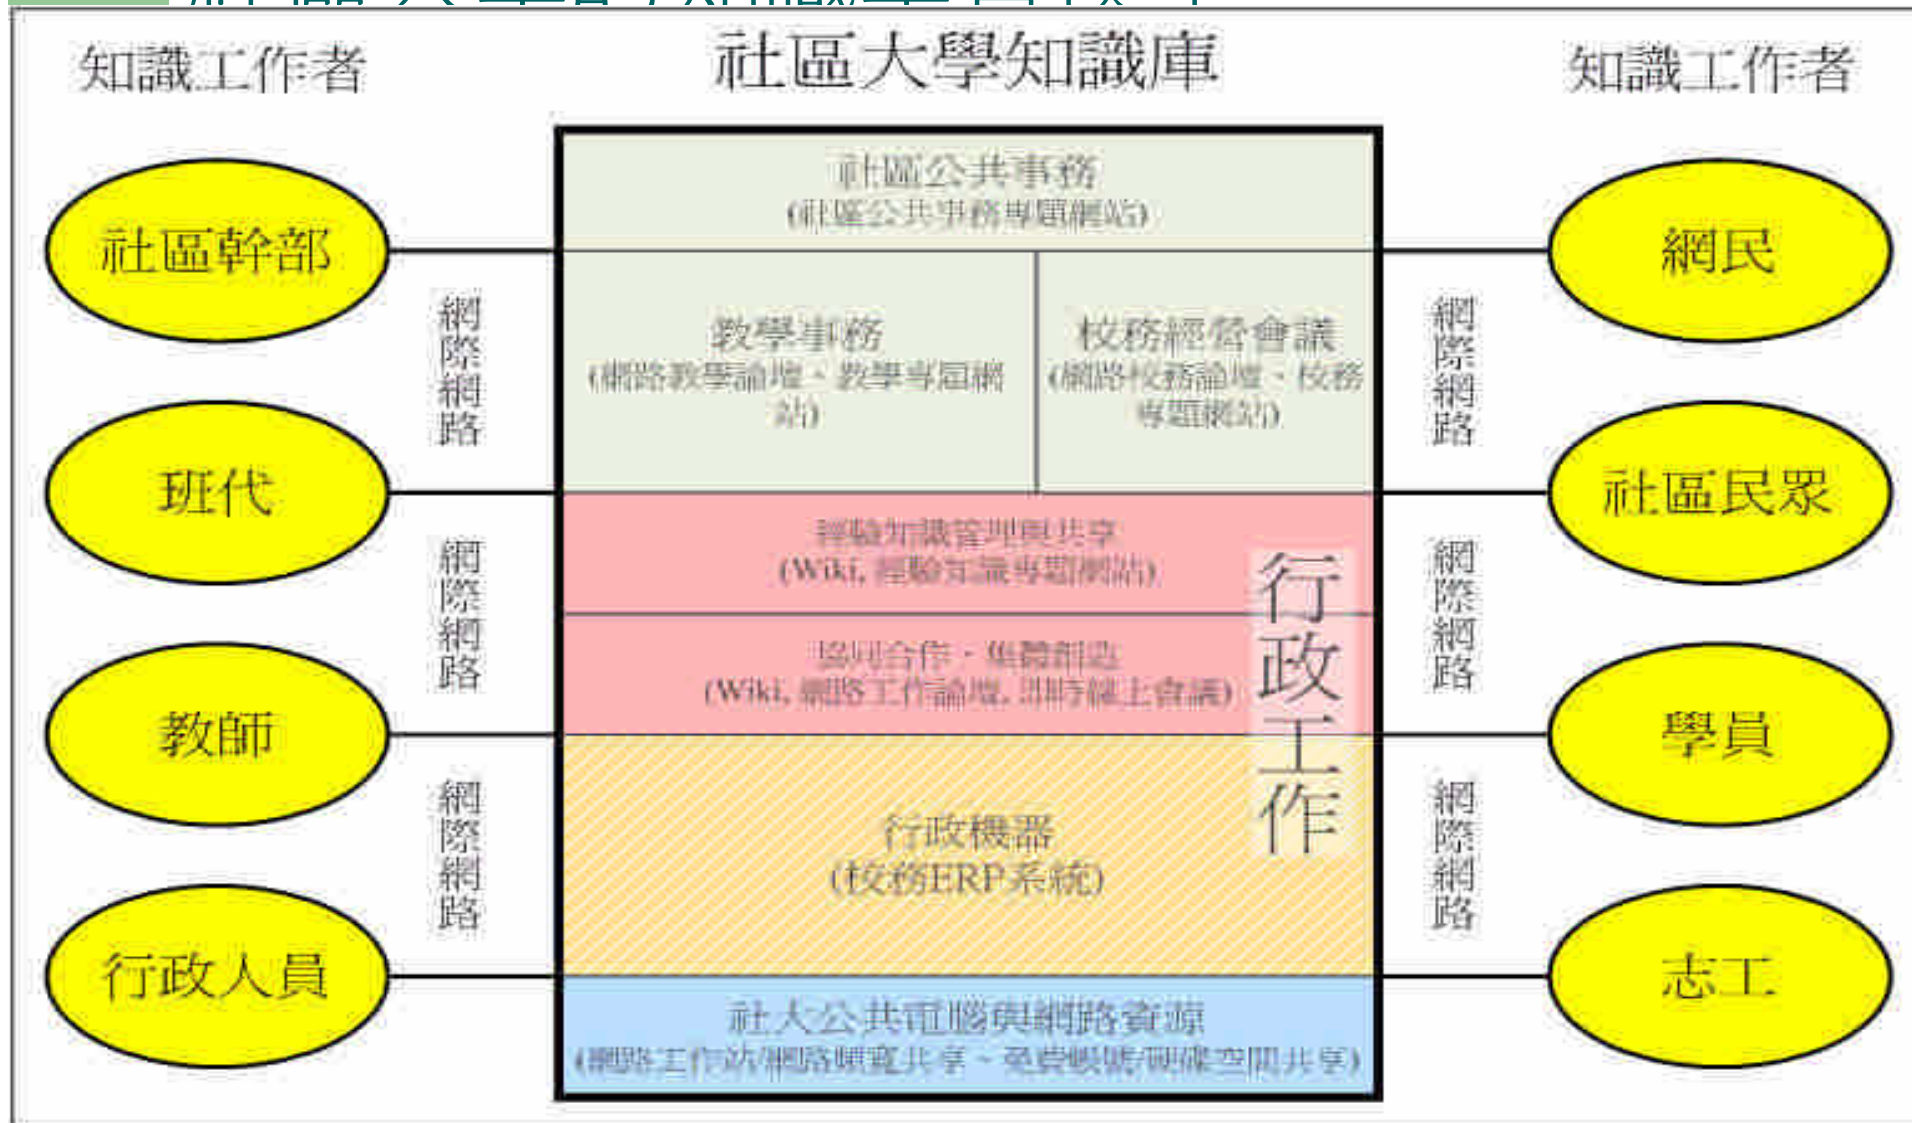 知識工作者
社區大學知識庫
知識工作者
社區幹部
班代
教師
行政人員
網際網路
網際網路
網際網路
社區公共事務
(社區公共事務專題網站)
教學事務
(網路教學論壇、教學專題網
站)
校務經營會議
(網路校務論壇、校務
專題網站)
經驗知識管理與共享
(Wiki, 經驗知識專題網站)
協同合作、集體創造
(Wiki, 網路工作論壇, 即時線上會議)
行政機器
(校務ERP系統)
行政工作
社大公共電腦與網路資源
(網路工作站/網路頻寬共享、免費帳號/硬碟空間共享)
網際網路
網際網路
網際網路
網民
社區民眾
學員
志工